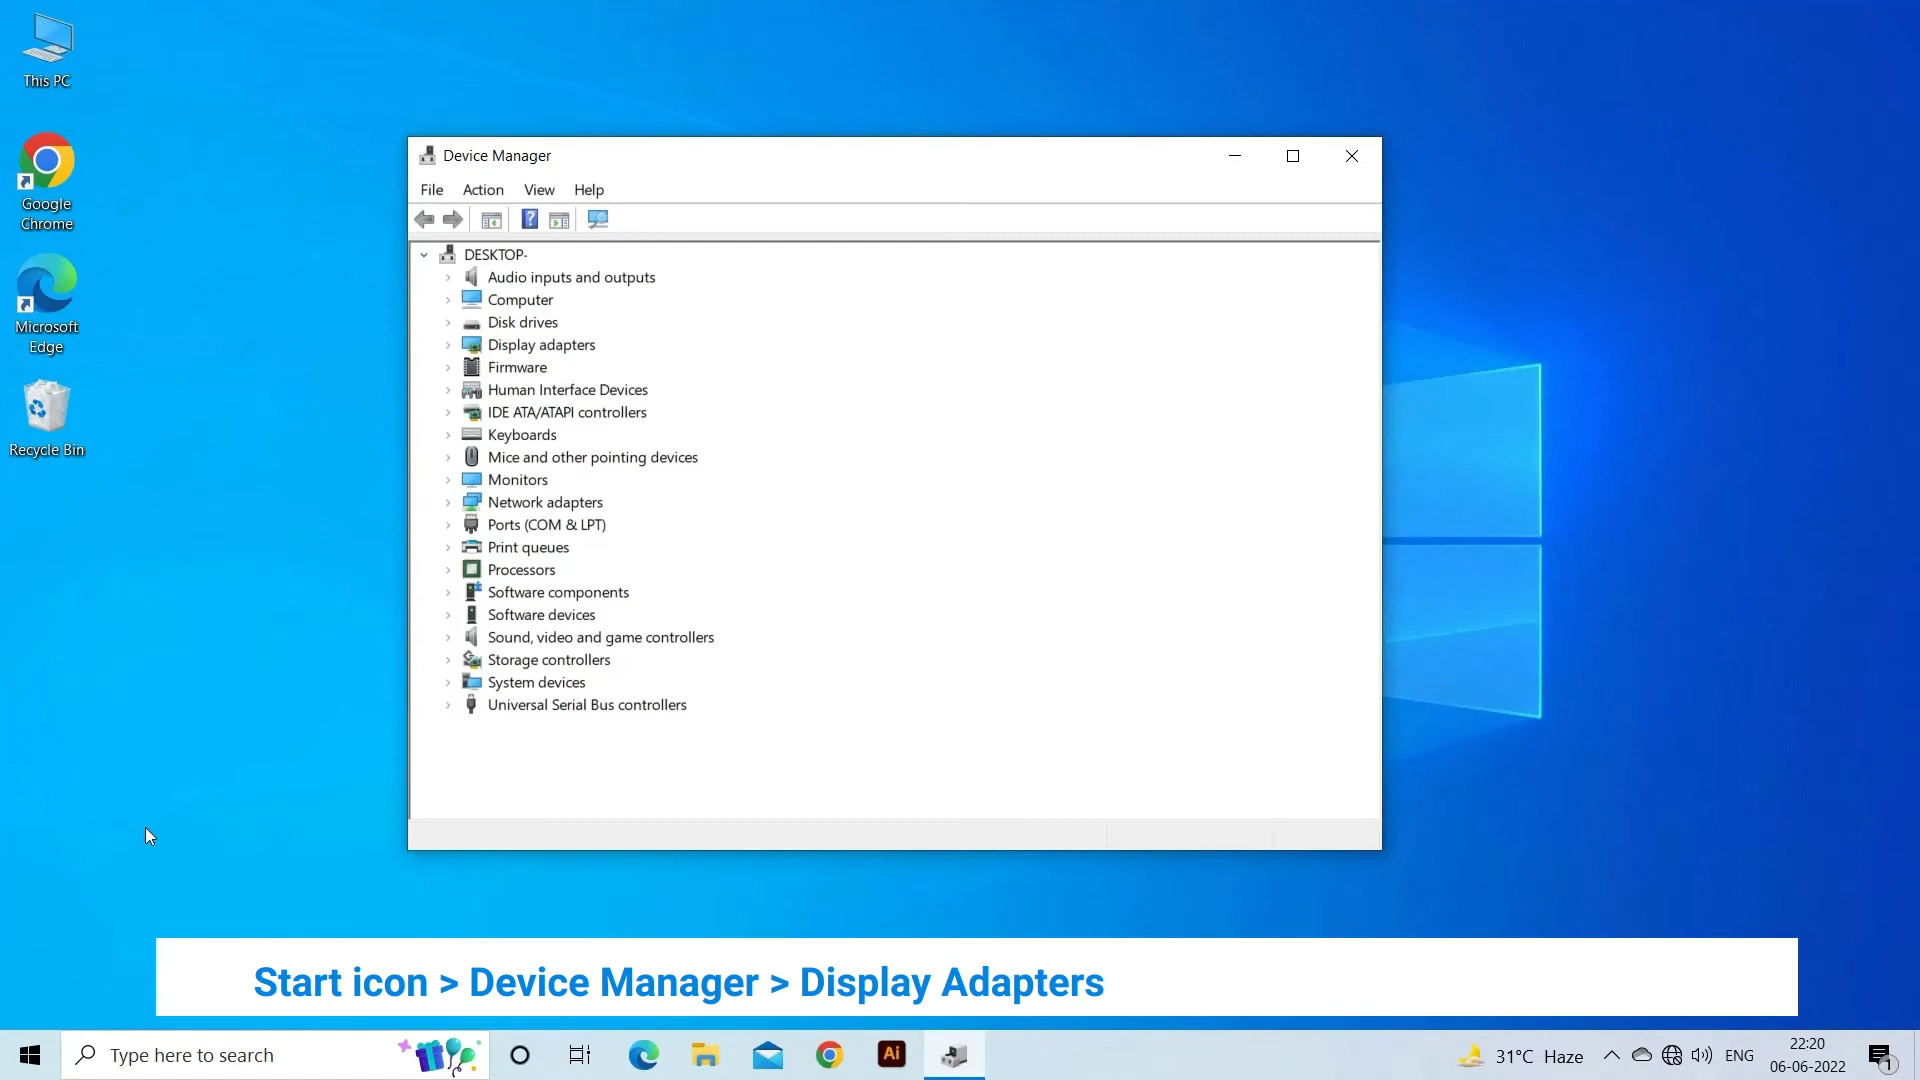 This PC
Google
Chrome
Microsoft
Edge
Recycle Bin
Device Manager
File Action View Help
DESKTOP-
Audio inputs and outputs
Computer
Disk drives
Display adapters
Firmware
Human Interface Devices
IDE ATA/ATAPI controllers
Keyboards
Mice and other pointing devices
Monitors
Network adapters
Ports (COM & LPT)
Print queues
Processors
Software components
Software devices
Sound, video and game controllers
Storage controllers
System devices
Universal Serial Bus controllers
Start icon > Device Manager > Display Adapters
Type here to search
Ai
31°C Haze
ENG
22:20
06-06-2022
1